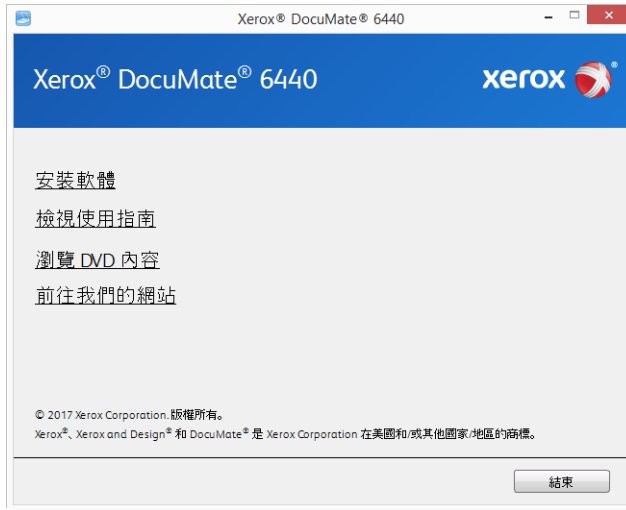 Xerox® DocuMate® 6440
Xerox® DocuMate® 6440
xerox®
安裝軟體
檢視使用指南
瀏覽 DVD 內容
前往我們的網站
© 2017 Xerox Corporation. 版權所有。
Xerox®、Xerox and Design® 和 DocuMate® 是 Xerox Corporation 在美國和/或其他國家/地區的商標。
結束